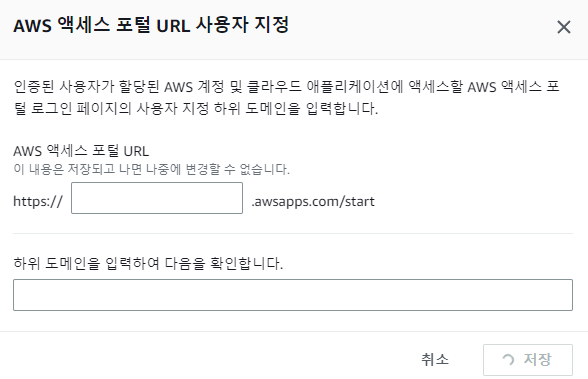 AWS 액세스 포털 URL 사용자 지정
인증된 사용자가 할당된 AWS 계정 및 클라우드 애플리케이션에 액세스할 AWS 액세스 포
털 로그인 페이지의 사용자 지정 하위 도메인을 입력합니다.
AWS 액세스 포털 URL
이 내용은 저장되고 나면 나중에 변경할 수 없습니다.
https:// .awsapps.com/start
하위 도메인을 입력하여 다음을 확인합니다.
취소 저장